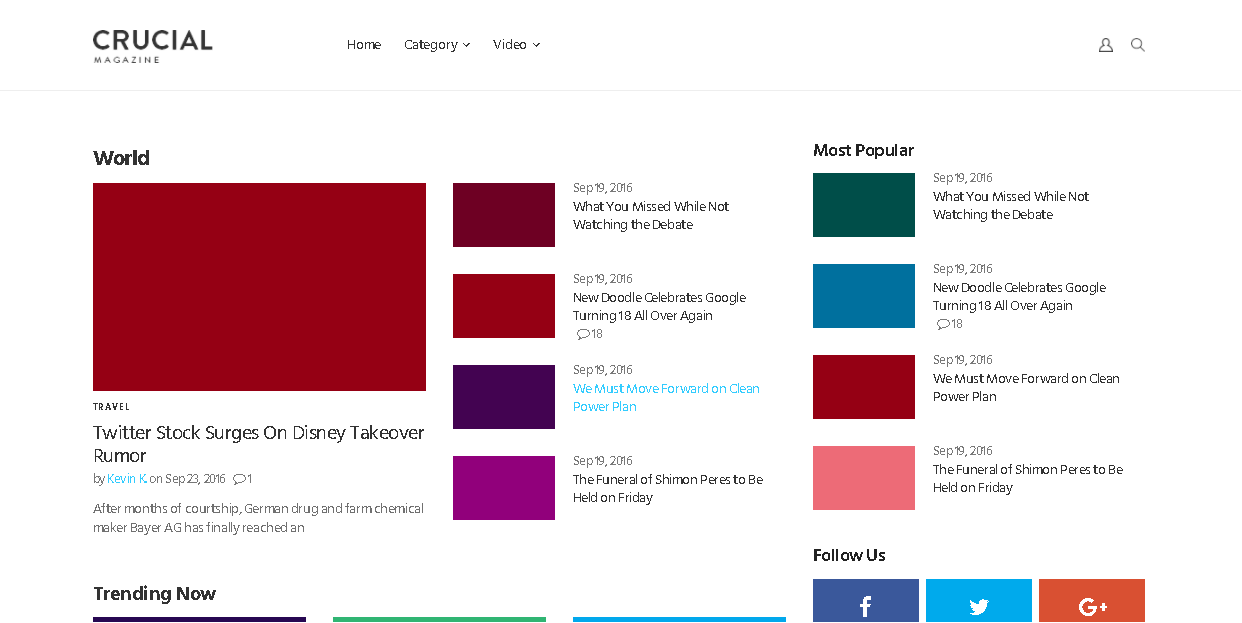 CRUCIAL
MAGAZINE
Home Category Video
World
TRAVEL
Twitter Stock Surges On Disney Takeover
Rumor
by Kevin K. on Sep 23, 2016 1
After months of courtship, German drug and farm chemical
maker Bayer AG has finally reached an
Sep 19, 2016
What You Missed While Not
Watching the Debate
Sep 19, 2016
New Doodle Celebrates Google
Turning 18 All Over Again
18
Sep 19, 2016
We Must Move Forward on Clean
Power Plan
Sep 19, 2016
The Funeral of Shimon Peres to Be
Held on Friday
Trending Now
Most Popular
Sep 19, 2016
What You Missed While Not
Watching the Debate
Sep 19, 2016
New Doodle Celebrates Google
Turning 18 All Over Again
18
Sep 19, 2016
We Must Move Forward on Clean
Power Plan
Sep 19, 2016
The Funeral of Shimon Peres to Be
Held on Friday
Follow Us